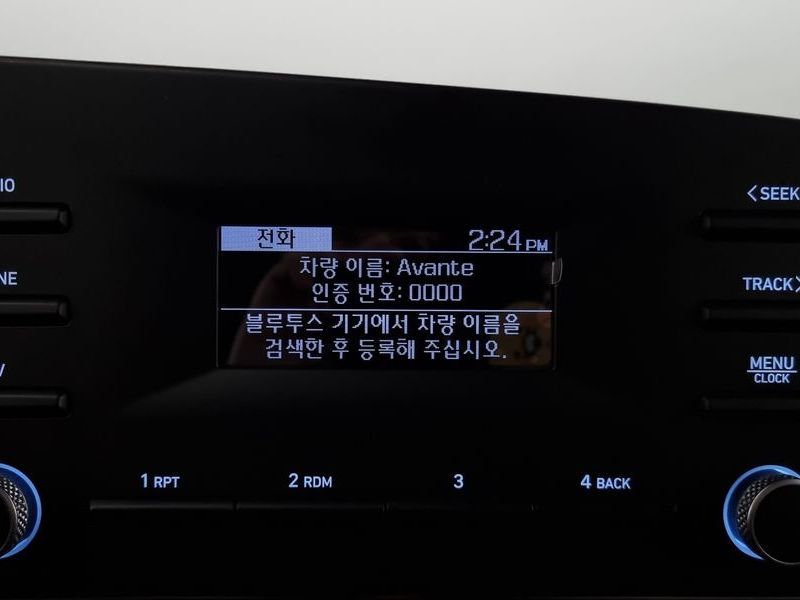 전화 2:24 PM
차량 이름: Avante
인증 번호: 0000
블루투스 기기에서 차량 이름을
검색한 후 등록해 주십시오.
<SEEK
TRACK>
MENU
CLOCK
1 RPT 2 RDM 3 4 BACK